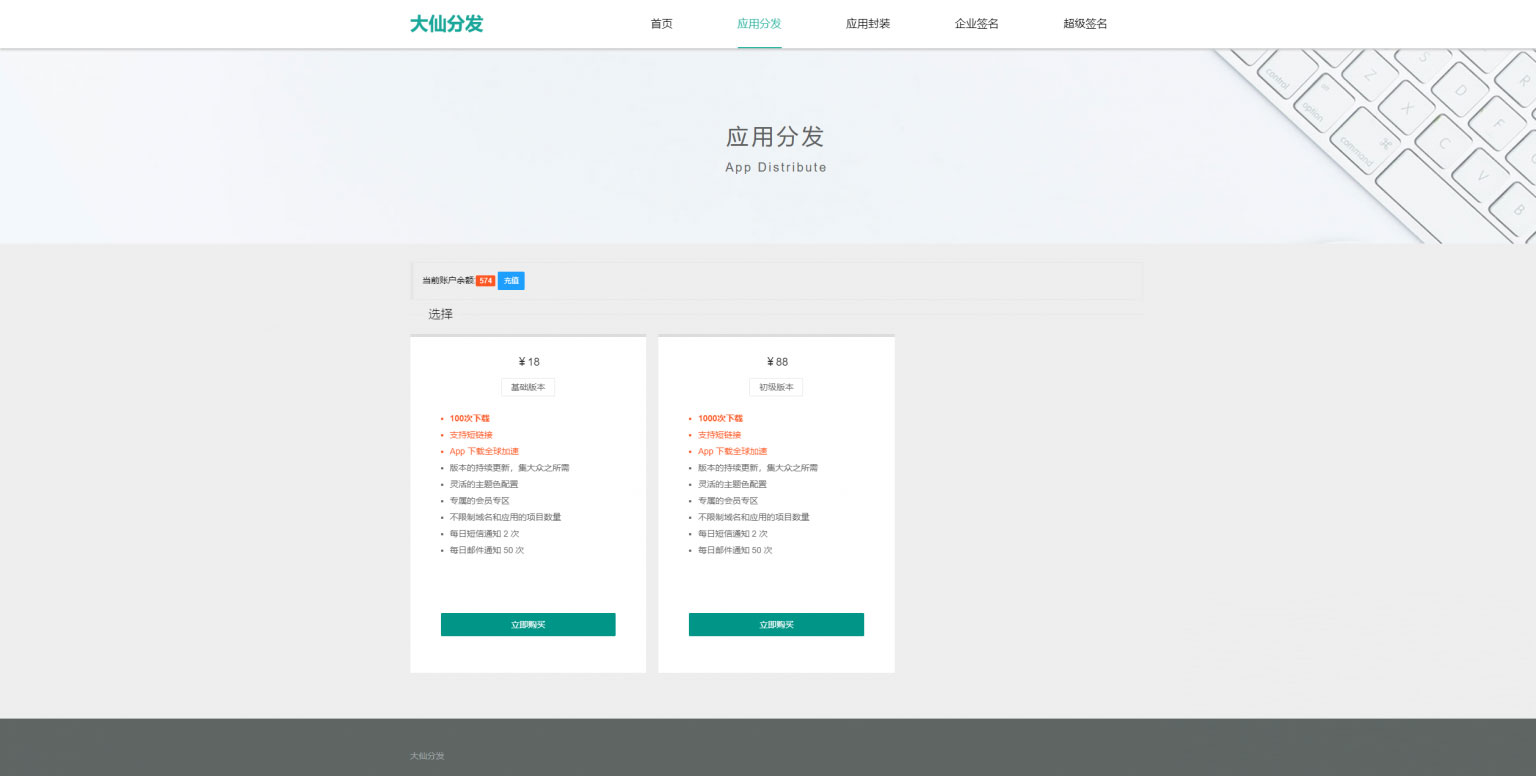 大仙分发
首页
应用分发
应用封装
企业签名
超级签名
应用分发
App Distribute
control
option
command
⌘
Z
X
C
V
B
S
D
F
R
当前账户余额 574 充值
选择
¥ 18
基础版本
100次下载
支持短链接
App 下载全球加速
版本的持续更新，集大众之所需
灵活的主题色配置
专属的会员专区
不限制域名和应用的项目数量
每日短信通知 2 次
每日邮件通知 50 次
立即购买
¥ 88
初级版本
1000次下载
支持短链接
App 下载全球加速
版本的持续更新，集大众之所需
灵活的主题色配置
专属的会员专区
不限制域名和应用的项目数量
每日短信通知 2 次
每日邮件通知 50 次
立即购买
大仙分发